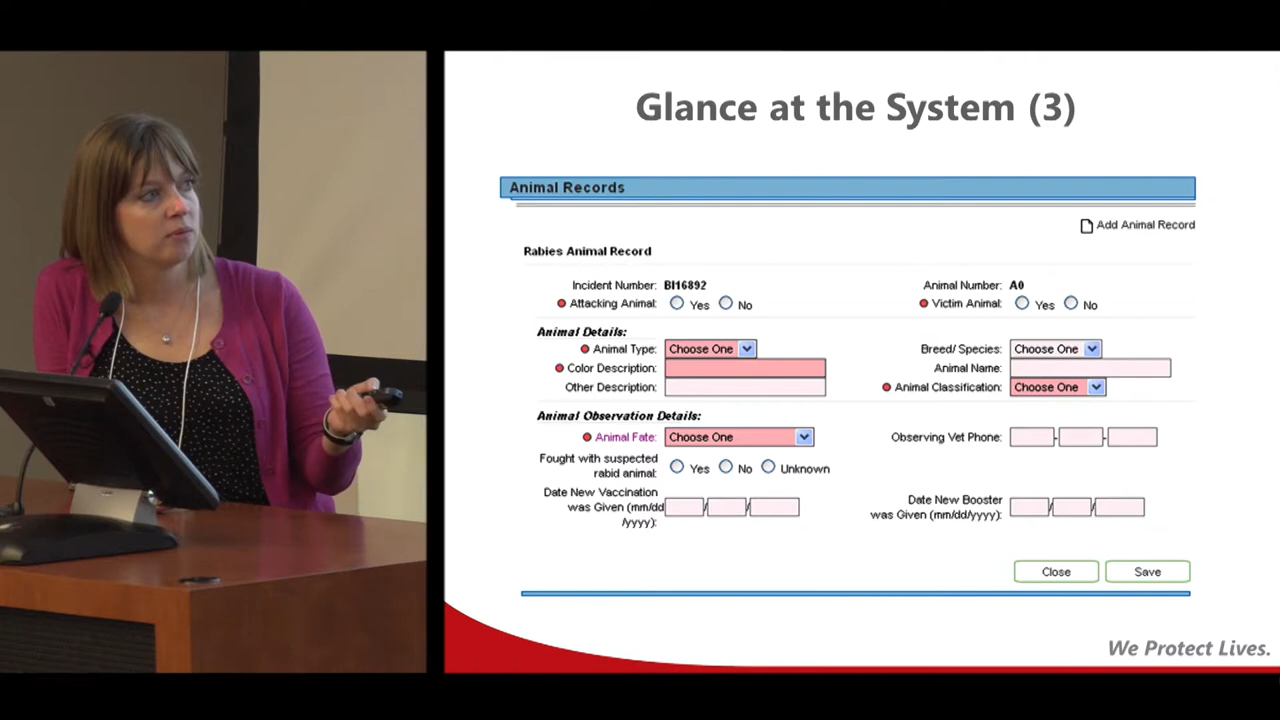 Glance at the System (3)
Animal Records
Add Animal Record
Rabies Animal Record
Incident Number: BI16892 Animal Number: A0
Attacking Animal: Yes No Victim Animal: Yes No
Animal Details:
Animal Type: Choose One Breed/ Species: Choose One
Color Description: Animal Name:
Other Description: Animal Classification: Choose One
Animal Observation Details:
Animal Fate: Choose One Observing Vet Phone: - -
Fought with suspected
rabid animal: Yes No Unknown
Date New Vaccination
was Given (mm/dd
/yyyy): / /
Date New Booster
was Given (mm/dd/yyyy): / /
Close Save
We Protect Lives.